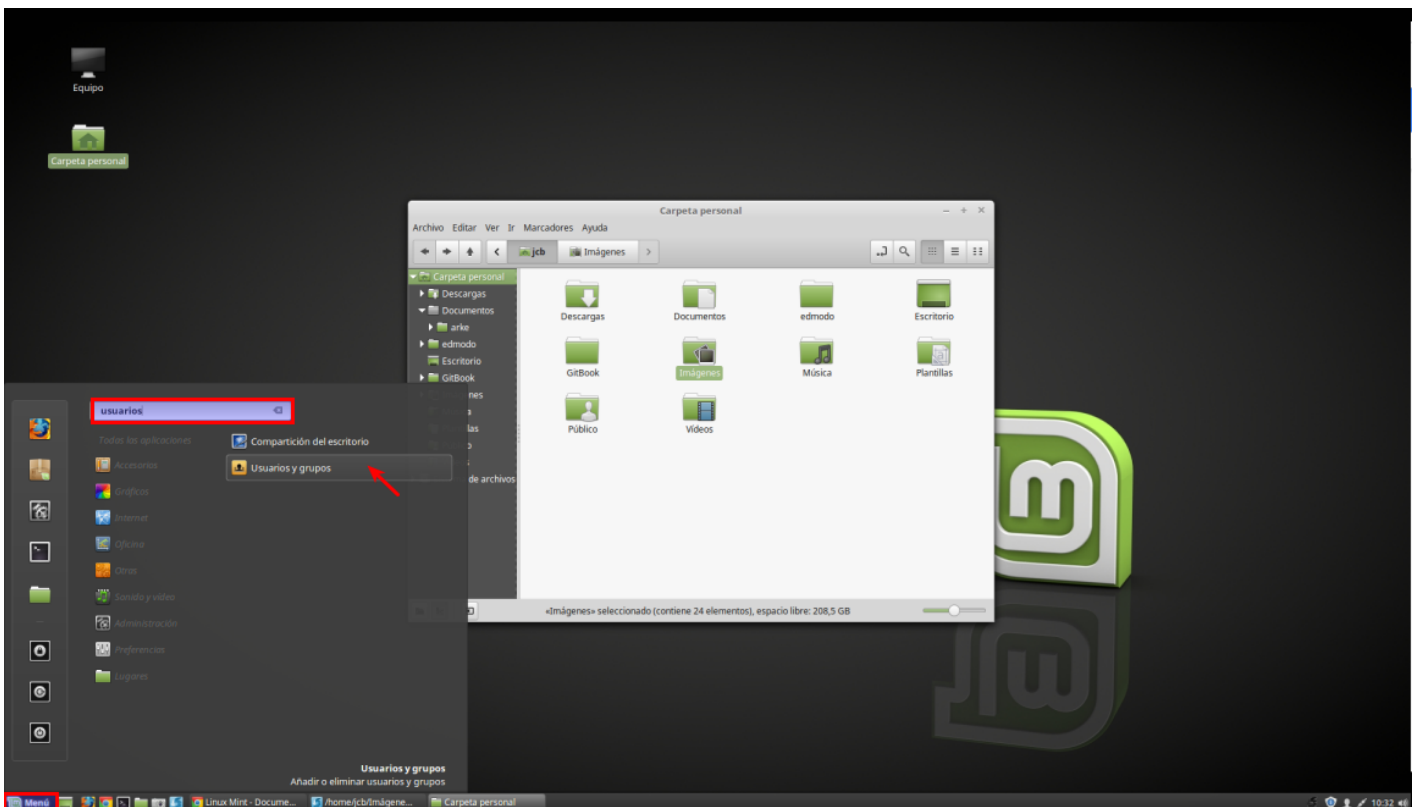 Equipo
Carpeta personal
Carpeta personal
Archivo Editar Ver Ir Marcadores Ayuda
jcb Imágenes
Carpeta personal
Descargas
Documentos
arke
edmodo
Escritorio
GitBook
nes
a
las
o
s
de archivos
Descargas Documentos edmodo Escritorio
GitBook Imágenes Música Plantillas
Público Vídeos
«Imágenes» seleccionado (contiene 24 elementos), espacio libre: 208,5 GB
usuarios
Todas las aplicaciones
Accesorios
Gráficos
Internet
Oficina
Otros
Sonido y vídeo
Administración
Preferencias
Lugares
Compartición del escritorio
Usuarios y grupos
Usuarios y grupos
Añadir o eliminar usuarios y grupos
Menú Linux Mint - Docume... /home/jcb/Imágene... Carpeta personal 10:32